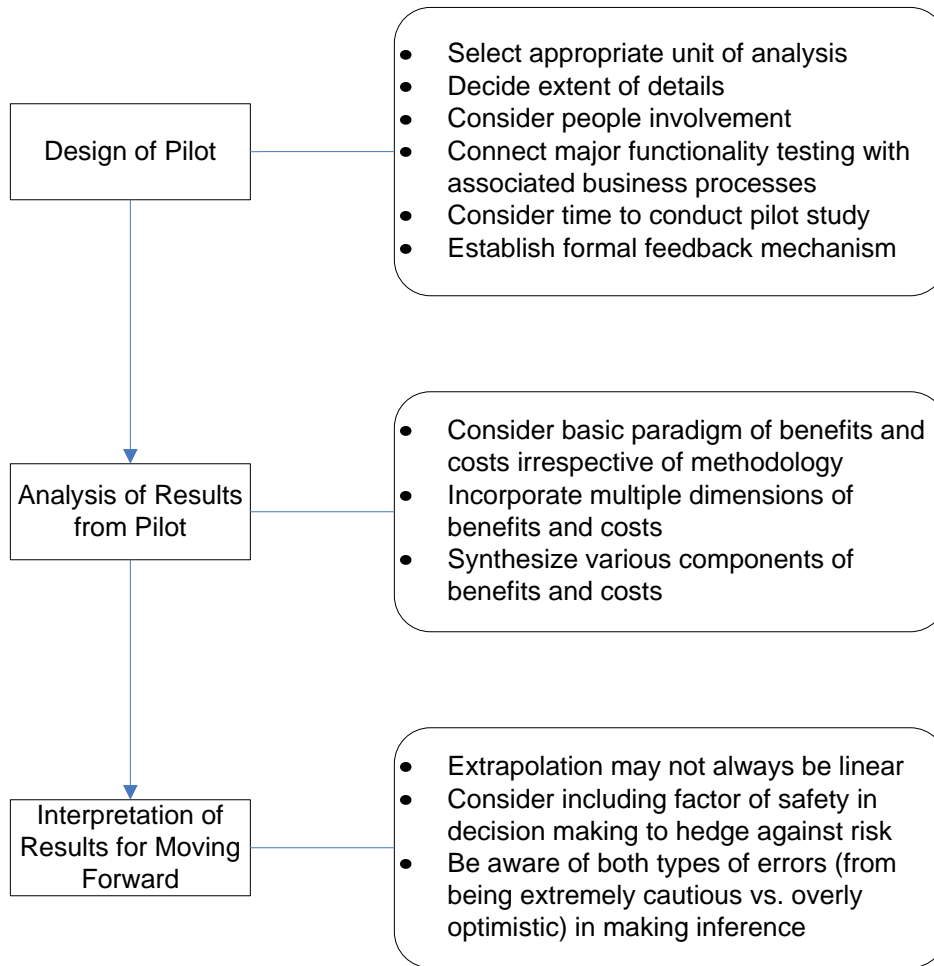 Design of Pilot
• Select appropriate unit of analysis
• Decide extent of details
• Consider people involvement
• Connect major functionality testing with
associated business processes
• Consider time to conduct pilot study
• Establish formal feedback mechanism
Analysis of Results
from Pilot
• Consider basic paradigm of benefits and
costs irrespective of methodology
• Incorporate multiple dimensions of
benefits and costs
• Synthesize various components of
benefits and costs
Interpretation of
Results for Moving
Forward
• Extrapolation may not always be linear
• Consider including factor of safety in
decision making to hedge against risk
• Be aware of both types of errors (from
being extremely cautious vs. overly
optimistic) in making inference